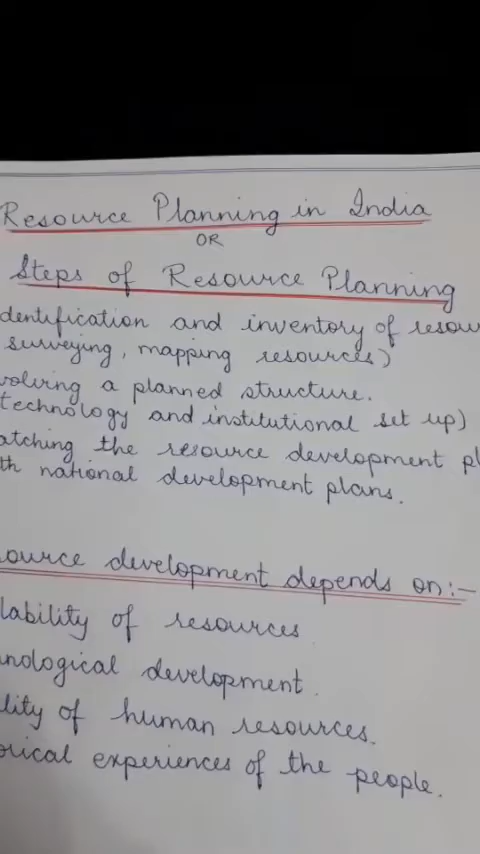 Resource Planning in India
OR
Steps of Resource Planning
dentification and inventory of resou
surveying, mapping resources)
volving a planned structure.
technology and institutional set up)
atching the resource development pl
th national development plans.
ource development depends on:-
lability of resources
nological development.
lity of human resources.
orical experiences of the people.